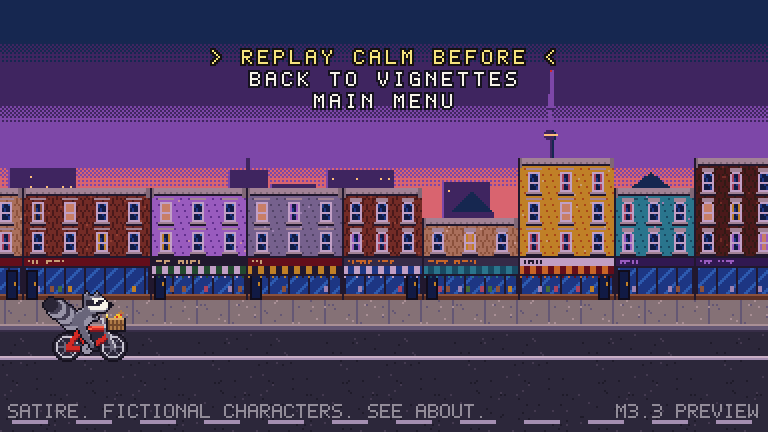 > REPLAY CALM BEFORE <
BACK TO VIGNETTES
MAIN MENU
SATIRE. FICTIONAL CHARACTERS. SEE ABOUT.
M3.3 PREVIEW